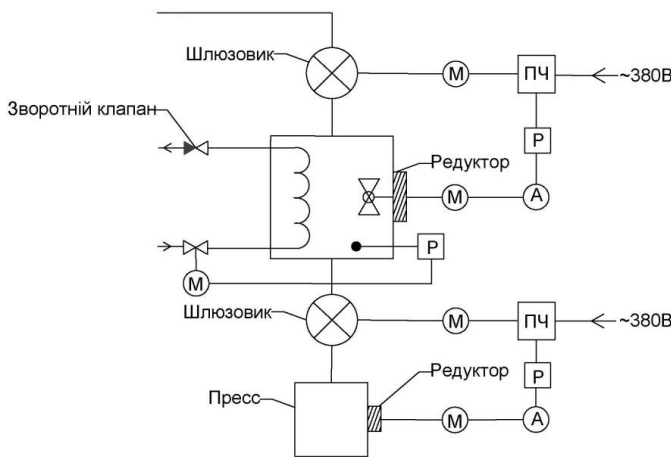 Шлюзовик
М
ПЧ
~380В
Зворотній клапан
Р
Редуктор
М
А
Р
М
Шлюзовик
М
ПЧ
~380В
Пресс
Редуктор
Р
М
А